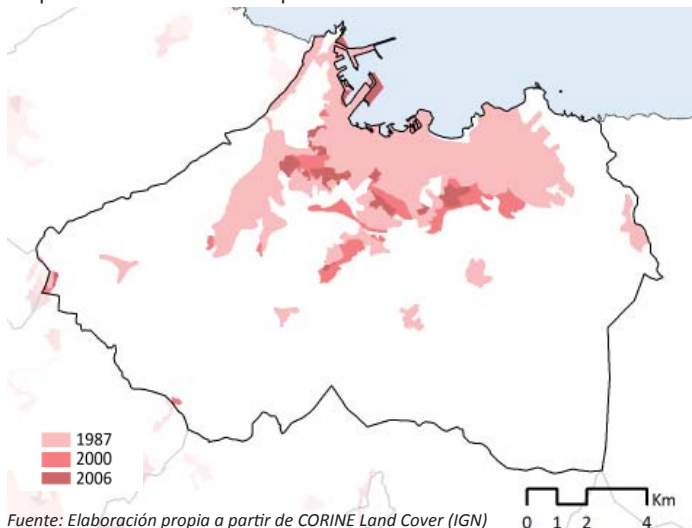 1987
2000
2006
Km
0 1 2 4
Fuente: Elaboración propia a partir de CORINE Land Cover (IGN)